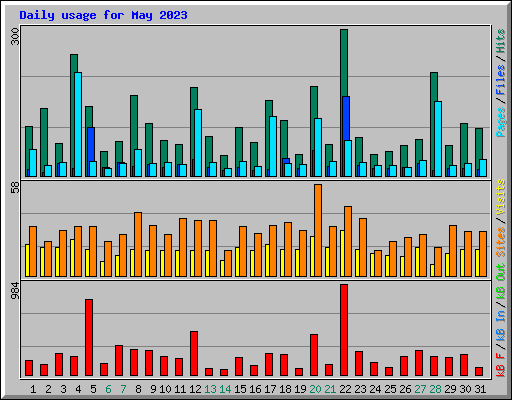 Daily usage for May 2023
300
Pages / Files / Hits
58
Sites / Visits
984
kB F / kB In / kB Out
1 2 3 4 5 6 7 8 9 10 11 12 13 14 15 16 17 18 19 20 21 22 23 24 25 26 27 28 29 30 31